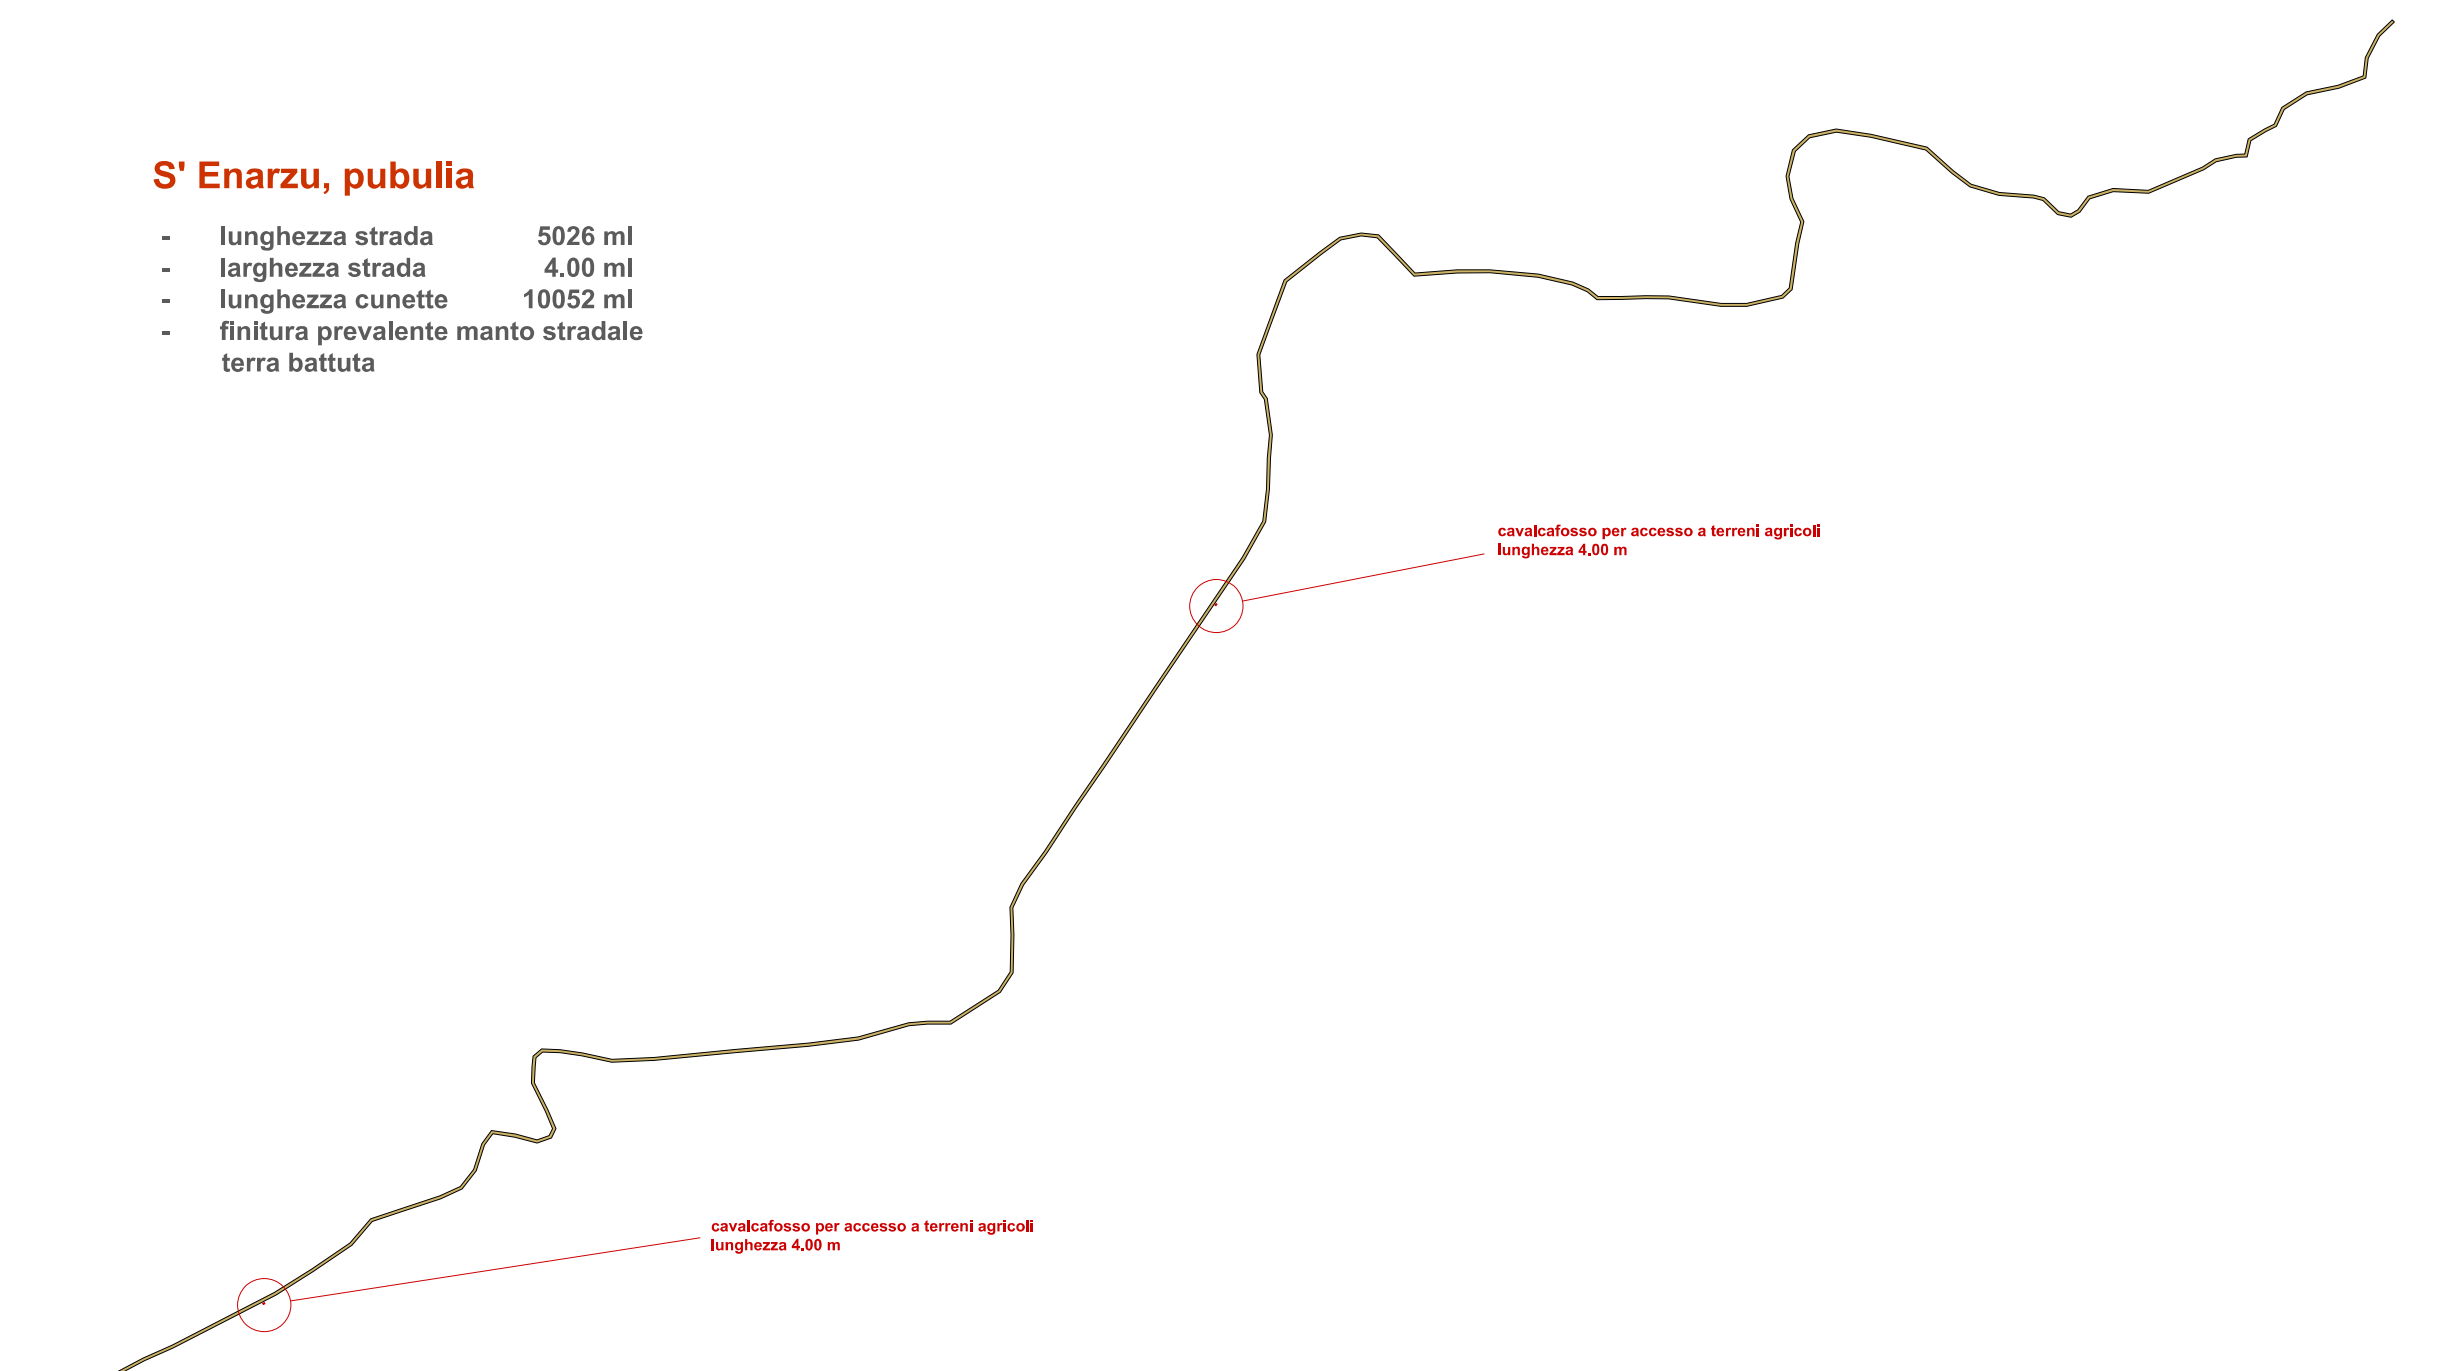 S' Enarzu, pubulia
- lunghezza strada 5026 ml
- larghezza strada 4.00 ml
- lunghezza cunette 10052 ml
- finitura prevalente manto stradale
terra battuta
cavalcafosso per accesso a terreni agricoli
lunghezza 4.00 m
cavalcafosso per accesso a terreni agricoli
lunghezza 4.00 m